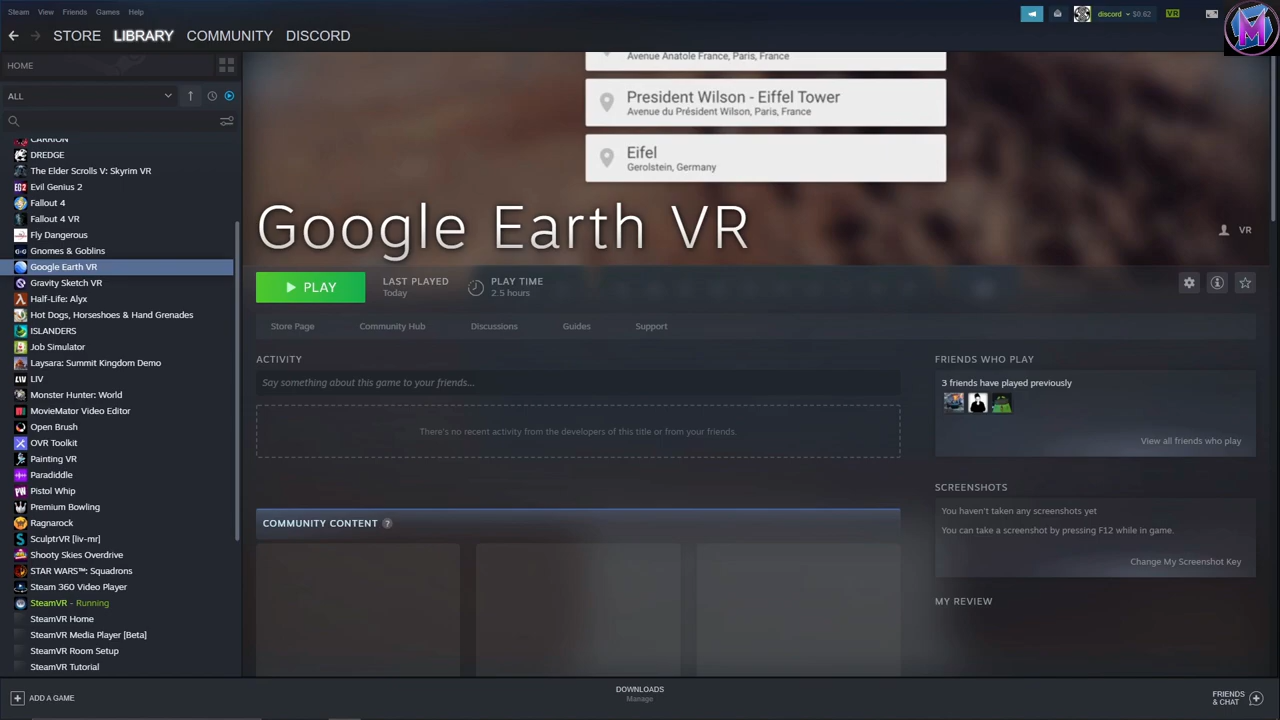 Steam View Friends Games Help
discord $0.62 VR
STORE LIBRARY COMMUNITY DISCORD
HOME
ALL
CARRION
DREDGE
The Elder Scrolls V: Skyrim VR
Evil Genius 2
Fallout 4
Fallout 4 VR
Fly Dangerous
Gnomes & Goblins
Google Earth VR
Gravity Sketch VR
Half-Life: Alyx
Hot Dogs, Horseshoes & Hand Grenades
ISLANDERS
Job Simulator
Laysara: Summit Kingdom Demo
LIV
Monster Hunter: World
MovieMator Video Editor
Open Brush
OVR Toolkit
Painting VR
Paradiddle
Pistol Whip
Premium Bowling
Ragnarock
SculptrVR [liv-mr]
Shooty Skies Overdrive
STAR WARS™: Squadrons
Steam 360 Video Player
SteamVR - Running
SteamVR Home
SteamVR Media Player [Beta]
SteamVR Room Setup
SteamVR Tutorial
Avenue Anatole France, Paris, France
President Wilson - Eiffel Tower
Avenue du Président Wilson, Paris, France
Eifel
Gerolstein, Germany
Google Earth VR
VR
PLAY
LAST PLAYED
Today
PLAY TIME
2.5 hours
Store Page Community Hub Discussions Guides Support
ACTIVITY
Say something about this game to your friends...
There's no recent activity from the developers of this title or from your friends.
COMMUNITY CONTENT ?
FRIENDS WHO PLAY
3 friends have played previously
View all friends who play
SCREENSHOTS
You haven't taken any screenshots yet
You can take a screenshot by pressing F12 while in game.
Change My Screenshot Key
MY REVIEW
ADD A GAME
DOWNLOADS
Manage
FRIENDS
& CHAT